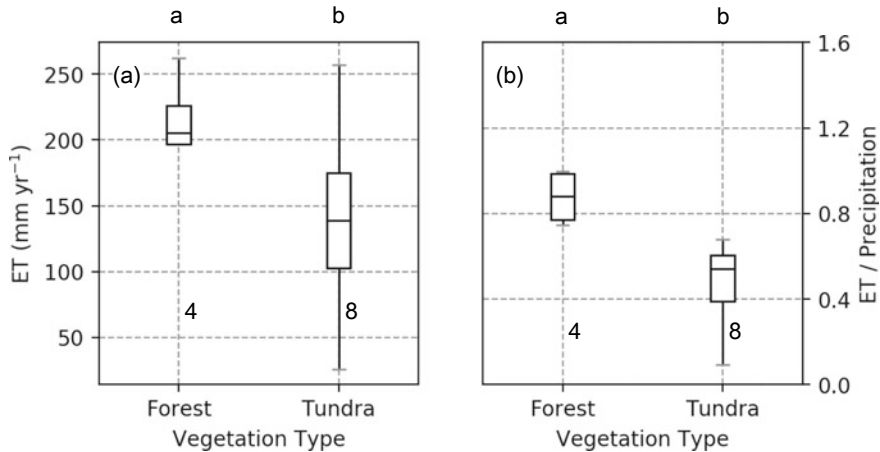 a b
(a)
ET (mm yr⁻¹)
250
200
150
100
50
4 8
Forest Tundra
Vegetation Type
a b
(b)
1.6
1.2
0.8
0.4
0.0
ET / Precipitation
4 8
Forest Tundra
Vegetation Type